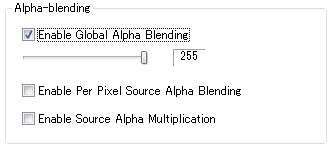 Alpha-blending
Enable Global Alpha Blending
255
Enable Per Pixel Source Alpha Blending
Enable Source Alpha Multiplication